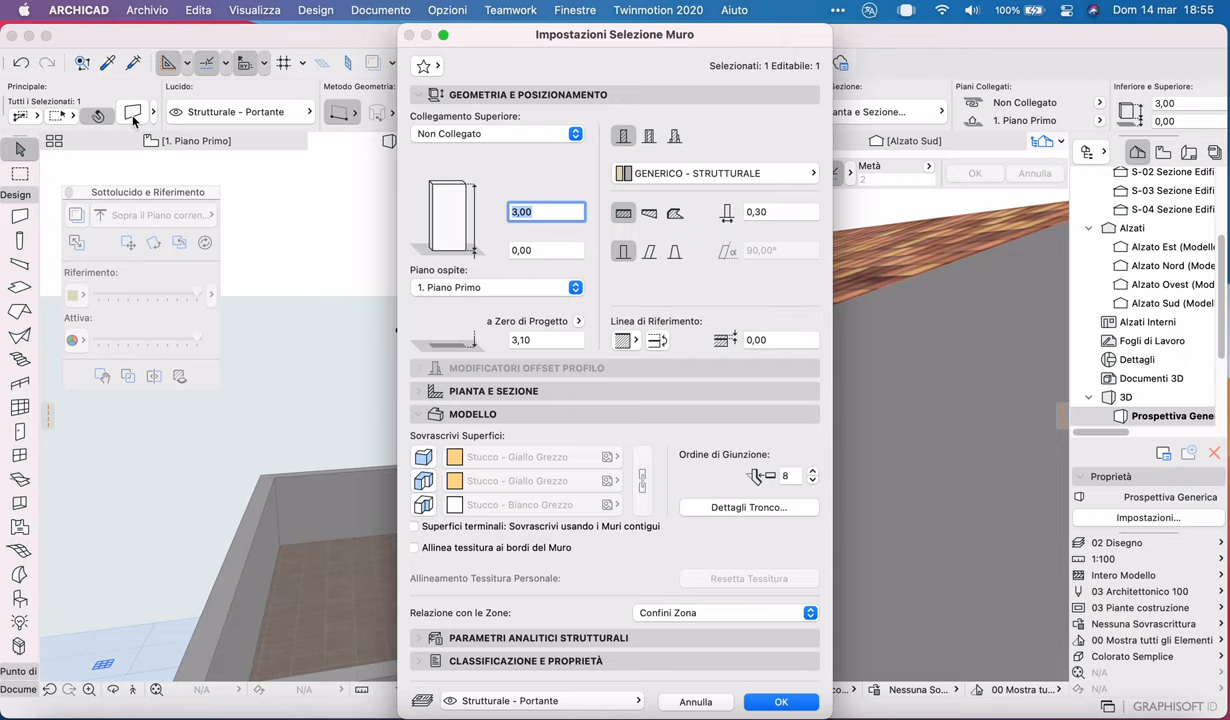 ARCHICAD Archivio Edita Visualizza Design Documento Opzioni Teamwork Finestre Twinmotion 2020 Aiuto 100% Dom 14 mar 18:55
Impostazioni Selezione Muro
Selezionati: 1 Editabile: 1
Principale:
Tutti i Selezionati: 1
Lucido:
Strutturale - Portante
Metodo Geometria:
Sezione:
anta e Sezione...
Piani Collegati:
Non Collegato
1. Piano Primo
Inferiore e Superiore:
3,00
0,00
[1. Piano Primo]
[Alzato Sud]
Metà
2
OK
Annulla
Design
Sottolucido e Riferimento
Sopra il Piano corren...
Riferimento:
Attiva:
GEOMETRIA E POSIZIONAMENTO
Collegamento Superiore:
Non Collegato
GENERICO - STRUTTURALE
3,00
0,30
0,00
90,00°
Piano ospite:
1. Piano Primo
a Zero di Progetto
3,10
Linea di Riferimento:
0,00
MODIFICATORI OFFSET PROFILO
PIANTA E SEZIONE
MODELLO
Sovrascrivi Superfici:
Stucco - Giallo Grezzo
Stucco - Giallo Grezzo
Stucco - Bianco Grezzo
Ordine di Giunzione:
8
Dettagli Tronco...
Superfici terminali: Sovrascrivi usando i Muri contigui
Allinea tessitura ai bordi del Muro
Allineamento Tessitura Personale:
Resetta Tessitura
Relazione con le Zone:
Confini Zona
PARAMETRI ANALITICI STRUTTURALI
CLASSIFICAZIONE E PROPRIETÀ
Strutturale - Portante
Annulla
OK
S-02 Sezione Edifi
S-03 Sezione Edifi
S-04 Sezione Edifi
Alzati
Alzato Est (Modell
Alzato Nord (Mode
Alzato Ovest (Mod
Alzato Sud (Model
Alzati Interni
Fogli di Lavoro
Dettagli
Documenti 3D
3D
Prospettiva Gene
Proprietà
Prospettiva Generica
Impostazioni...
02 Disegno
1:100
Intero Modello
03 Architettonico 100
03 Piante costruzione
Nessuna Sovrascrittura
00 Mostra tutti gli Elementi
Colorato Semplice
N/A
N/A
Punto di
Docume
N/A
N/A
Nessuna So...
00 Mostra tu...
GRAPHISOFT ID